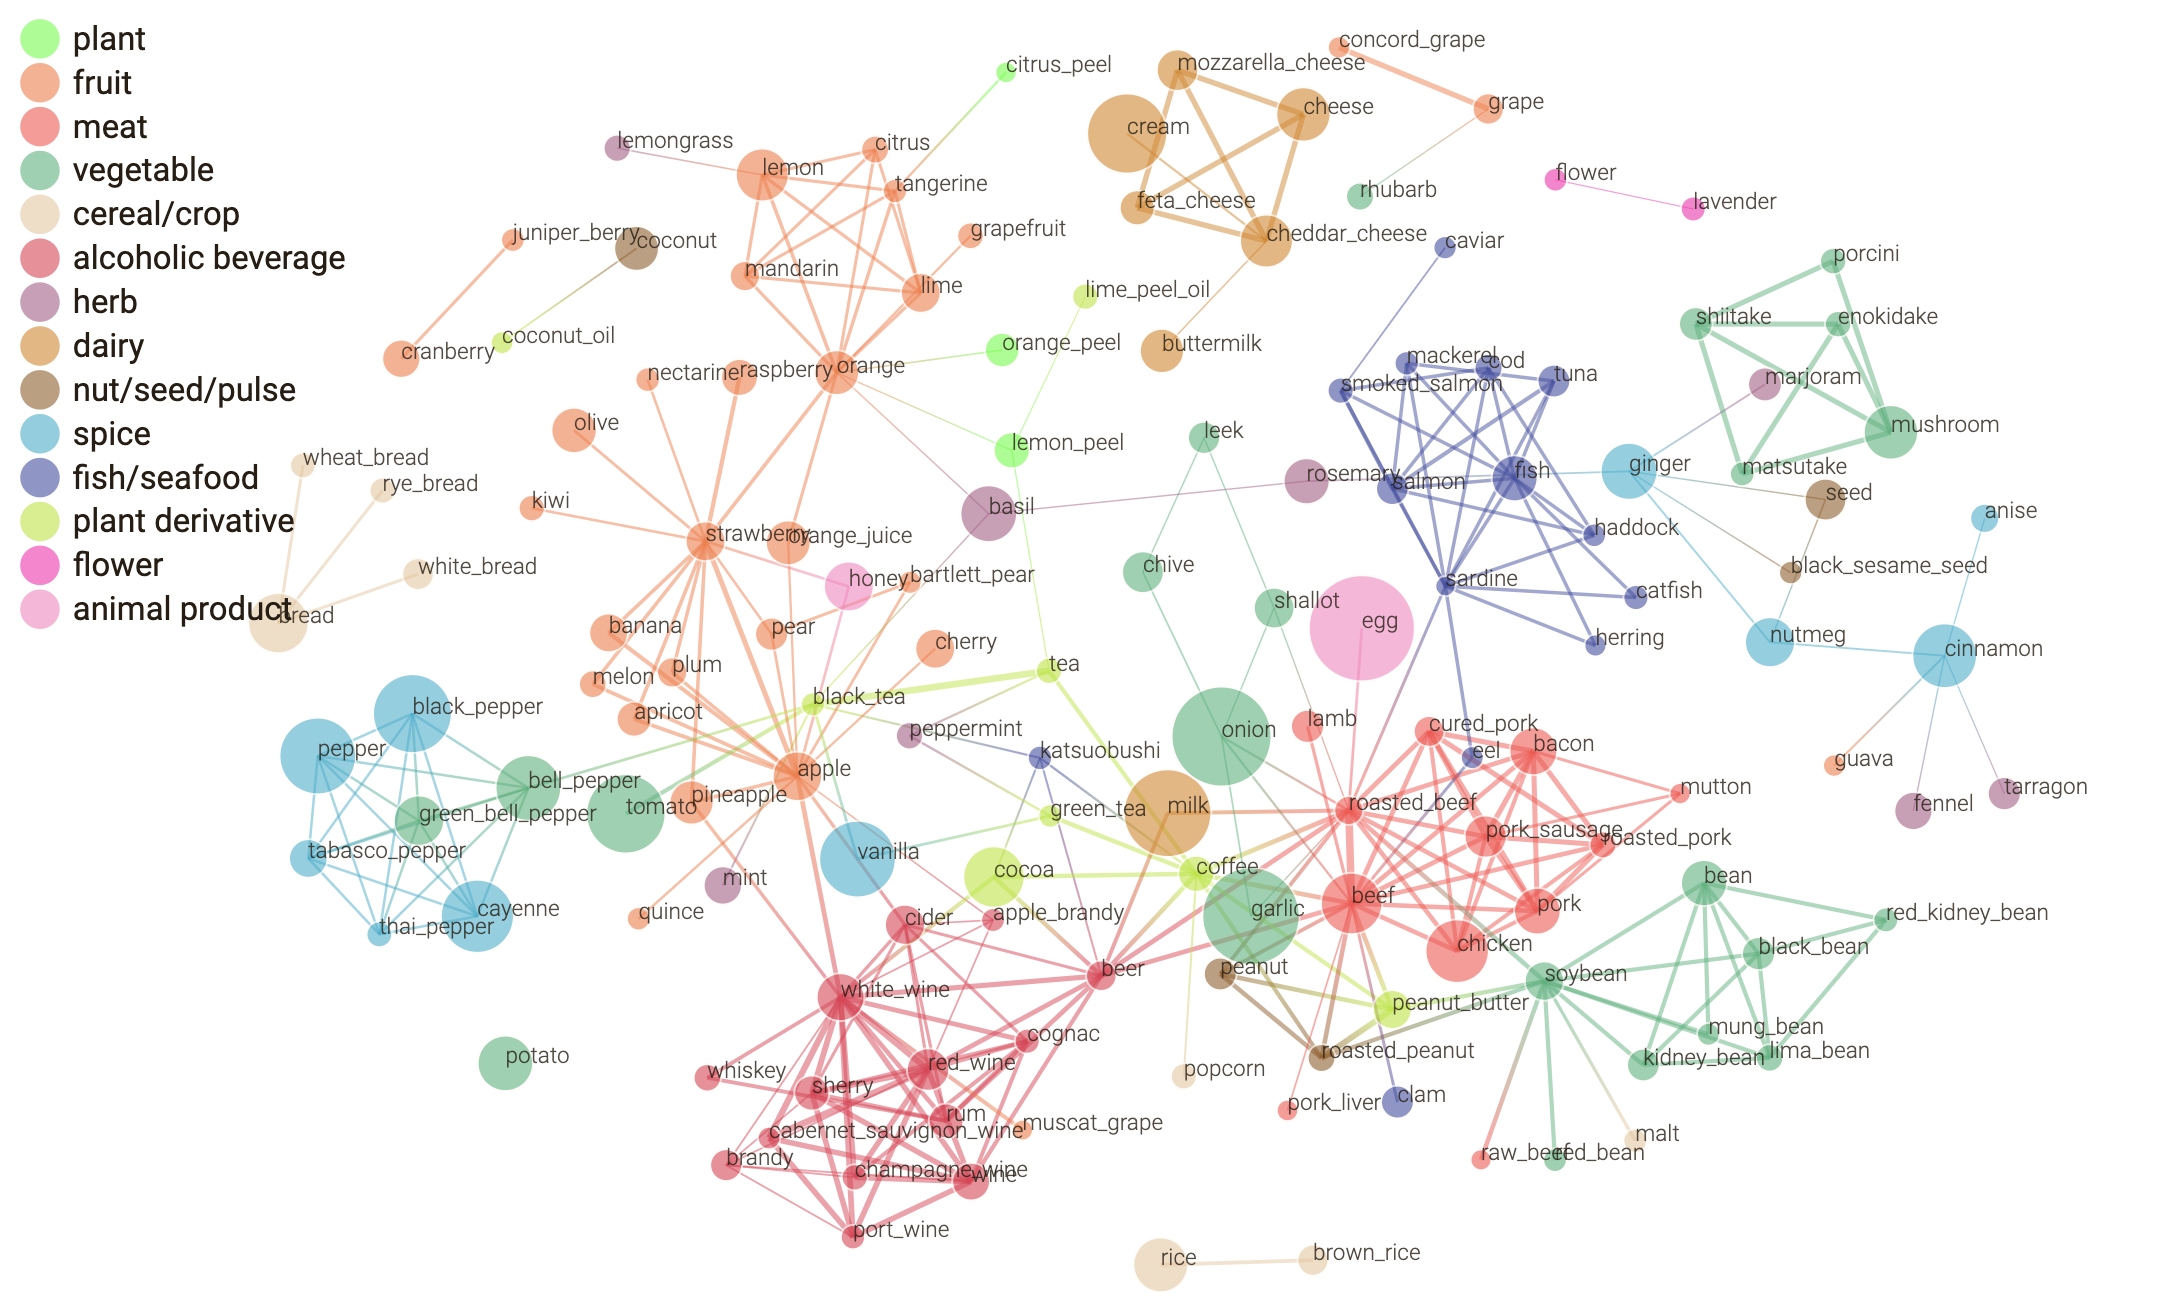 plant
fruit
meat
vegetable
cereal/crop
alcoholic beverage
herb
dairy
nut/seed/pulse
spice
fish/seafood
plant derivative
flower
animal product
concord_grape
mozzarella_cheese
citrus_peel
cheese
grape
cream
lemongrass
citrus
lemon
tangerine
flower
rhubarb
feta_cheese
lavender
grapefruit
juniper_berry
coconut
cheddar_cheese
caviar
porcini
mandarin
lime
lime_peel_oil
shiitake
enokidake
coconut_oil
orange_peel
buttermilk
cranberry
mackerel
cod
nectarine
raspberry
orange
smoked_salmon
tuna
marjoram
olive
leek
mushroom
lemon_peel
wheat_bread
rye_bread
rosemary
salmon
fish
ginger
matsutake
seed
kiwi
basil
anise
strawberry
orange_juice
haddock
white_bread
chive
black_sesame_seed
honey
bartlett_pear
sardine
catfish
bread
shallot
egg
banana
pear
cherry
herring
nutmeg
cinnamon
melon
plum
tea
black_tea
black_pepper
apricot
peppermint
onion
lamb
cured_pork
pepper
katsuobushi
eel
bacon
apple
guava
bell_pepper
pineapple
mutton
tarragon
green_bell_pepper
tomato
green_tea
milk
roasted_beef
fennel
pork_sausage
roasted_pork
tabasco_pepper
vanilla
coffee
mint
cocoa
bean
cayenne
quince
cider
apple_brandy
garlic
beef
pork
red_kidney_bean
thai_pepper
chicken
black_bean
beer
peanut
soybean
white_wine
peanut_butter
cognac
mung_bean
potato
red_wine
roasted_peanut
kidney_bean
lima_bean
whiskey
sherry
popcorn
rum
pork_liver
clam
cabernet_sauvignon_wine
muscat_grape
malt
brandy
champagne_wine
wine
raw_beef
red_bean
port_wine
rice
brown_rice